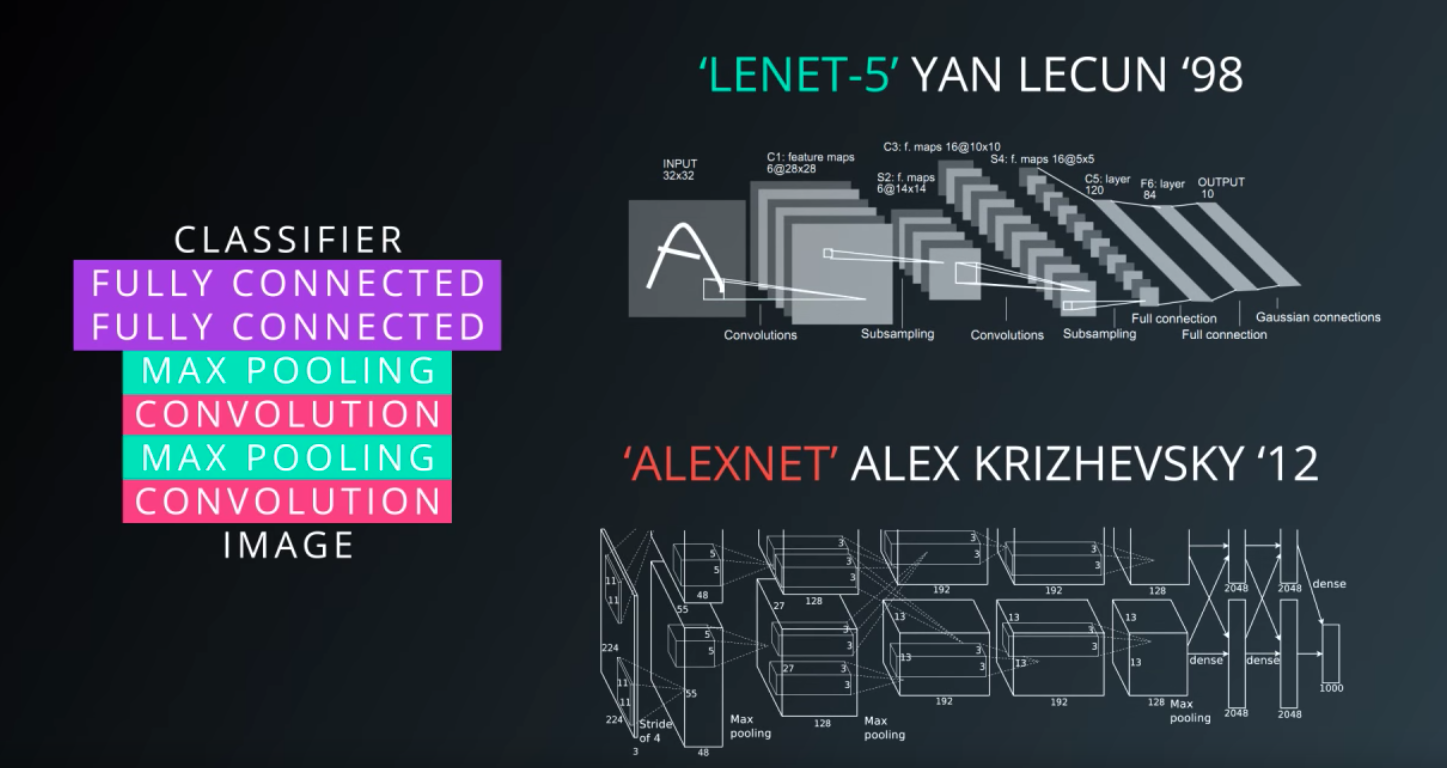 CLASSIFIER
FULLY CONNECTED
FULLY CONNECTED
MAX POOLING
CONVOLUTION
MAX POOLING
CONVOLUTION
IMAGE
‘LENET-5’ YAN LECUN ‘98
INPUT
32x32
C1: feature maps
6@28x28
S2: f. maps
6@14x14
C3: f. maps 16@10x10
S4: f. maps 16@5x5
C5: layer
120
F6: layer
84
OUTPUT
10
Convolutions
Subsampling
Convolutions
Subsampling
Full connection
Full connection
Gaussian connections
‘ALEXNET’ ALEX KRIZHEVSKY ‘12
11
11
5
5
48
55
3
3
3
128
3
3
192
3
3
192
128
2048
2048
dense
224
11
11
224
3
Stride
of 4
5
5
55
48
Max
pooling
27
3
3
27
3
3
128
Max
pooling
13
13
3
3
192
13
13
3
3
192
13
13
128
Max
pooling
dense
dense
2048
2048
1000